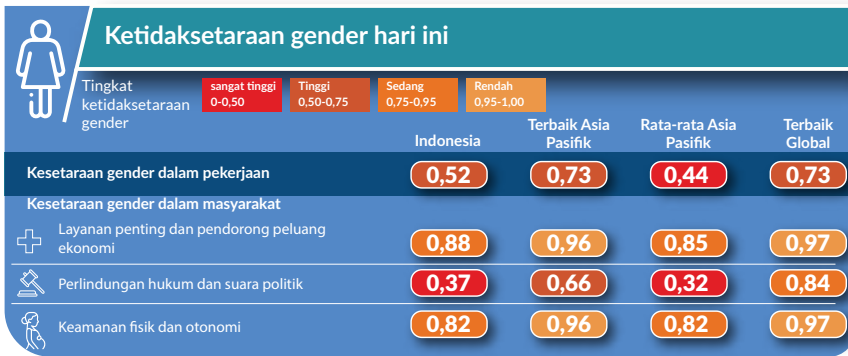 Ketidaksetaraan gender hari ini
Tingkat
ketidaksetaraan
gender
sangat tinggi
0-0,50
Tinggi
0,50-0,75
Sedang
0,75-0,95
Rendah
0,95-1,00
Indonesia
Terbaik Asia
Pasifik
Rata-rata Asia
Pasifik
Terbaik
Global
Kesetaraan gender dalam pekerjaan 0,52 0,73 0,44 0,73
Kesetaraan gender dalam masyarakat
Layanan penting dan pendorong peluang
ekonomi 0,88 0,96 0,85 0,97
Perlindungan hukum dan suara politik 0,37 0,66 0,32 0,84
Keamanan fisik dan otonomi 0,82 0,96 0,82 0,97